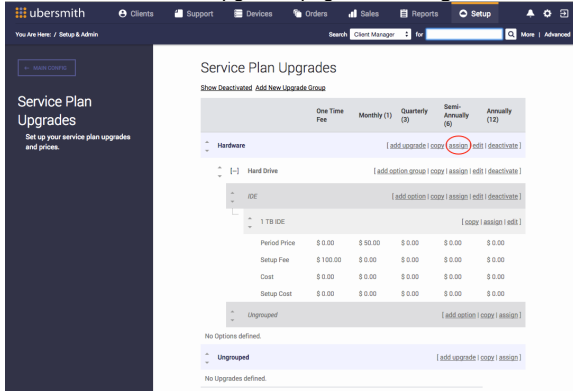 ubersmith
Clients Support Devices Orders Sales Reports Setup
You Are Here: / Setup & Admin
Search Client Manager for More | Advanced
← MAIN CONFIG
Service Plan Upgrades
Set up your service plan upgrades and prices.
Service Plan Upgrades
Show Deactivated Add New Upgrade Group
One Time Fee Monthly (1) Quarterly (3) Semi-Annually (6) Annually (12)
Hardware [ add upgrade | copy | assign | edit | deactivate ]
[--] Hard Drive [ add option group | copy | assign | edit | deactivate ]
IDE [ add option | copy | assign | edit | deactivate ]
1 TB IDE [ copy | assign | edit ]
Period Price $ 0.00 $ 50.00 $ 0.00 $ 0.00 $ 0.00
Setup Fee $ 100.00 $ 0.00 $ 0.00 $ 0.00 $ 0.00
Cost $ 0.00 $ 0.00 $ 0.00 $ 0.00 $ 0.00
Setup Cost $ 0.00 $ 0.00 $ 0.00 $ 0.00 $ 0.00
Ungrouped [ add option | copy | assign ]
No Options defined.
Ungrouped [ add upgrade | copy | assign ]
No Upgrades defined.